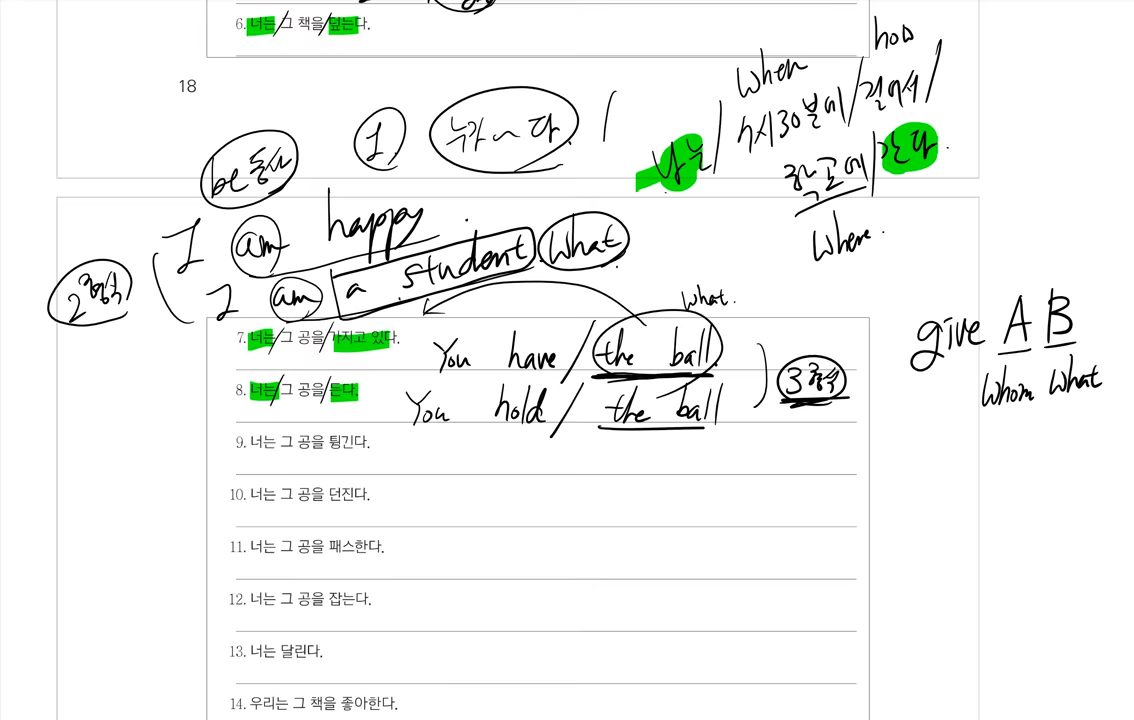 6. 너는 그 책을 덮는다.
18
1. 누가 ~ 다.
나는 / when 7시 30분에 / how 걸어서 /
학교에 / 간다.
where.
be동사
I am happy.
2형식
I am a student what
what.
7. 너는 그 공을 가지고 있다. You have / the ball.
give A B
whom what
8. 너는 그 공을 든다. You hold / the ball
3형식
9. 너는 그 공을 튕긴다.
10. 너는 그 공을 던진다.
11. 너는 그 공을 패스한다.
12. 너는 그 공을 잡는다.
13. 너는 달린다.
14. 우리는 그 책을 좋아한다.